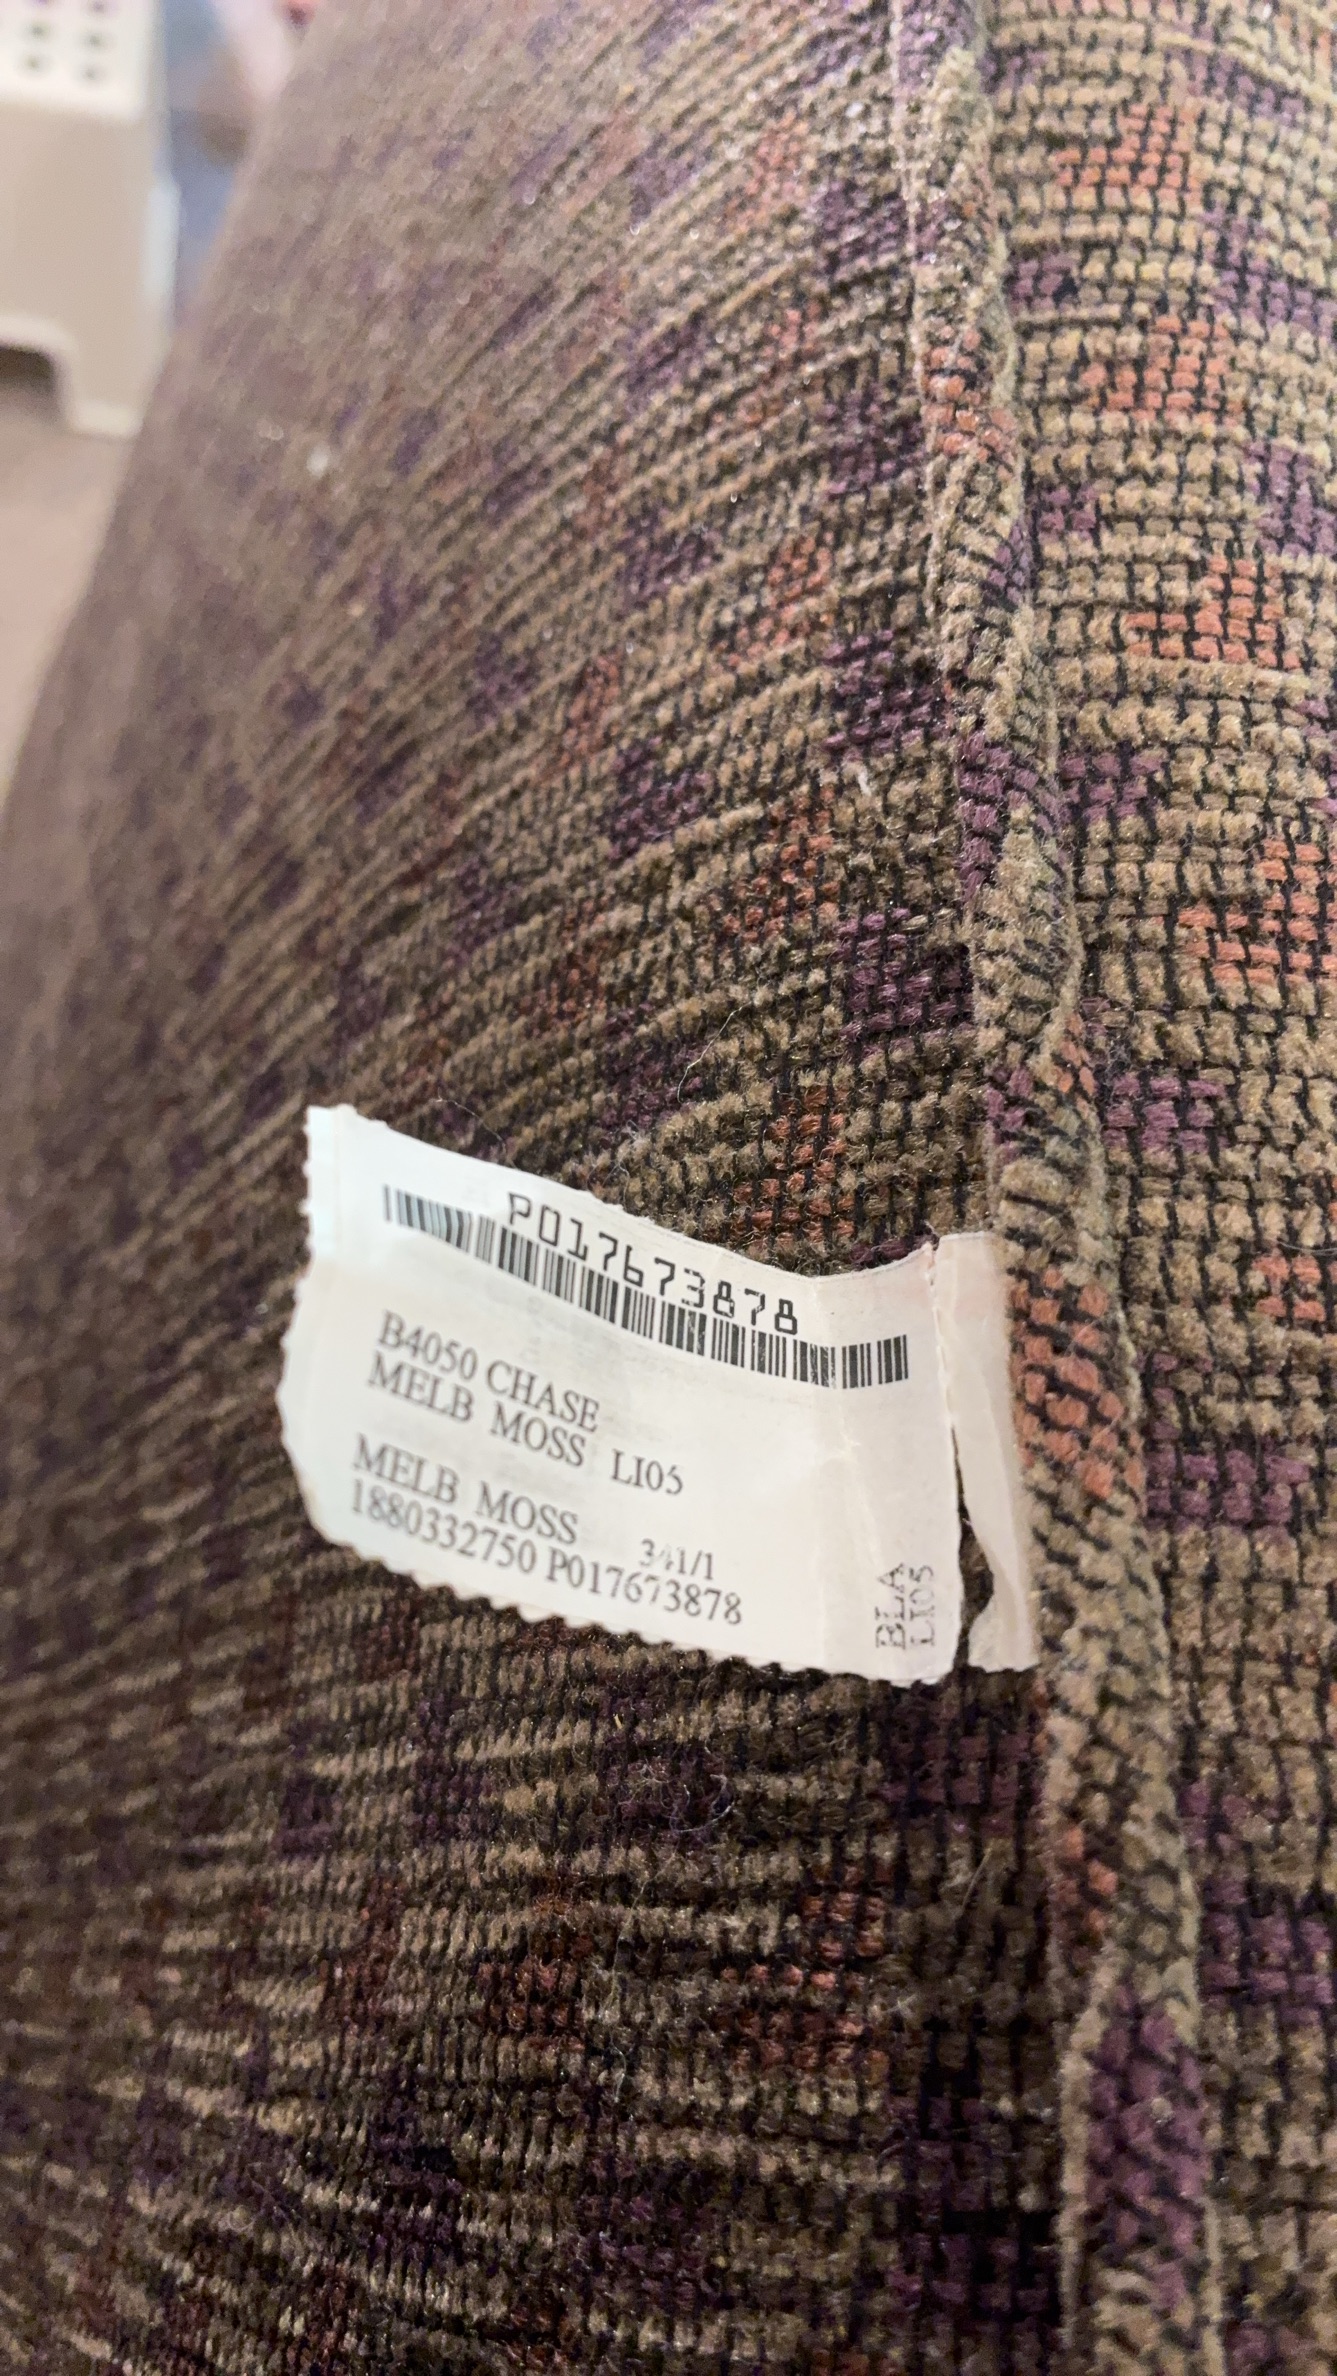 P017673878
B4050 CHASE
MELB MOSS LI05
MELB MOSS 341/1
1880332750 P017673878
BLA
LI05